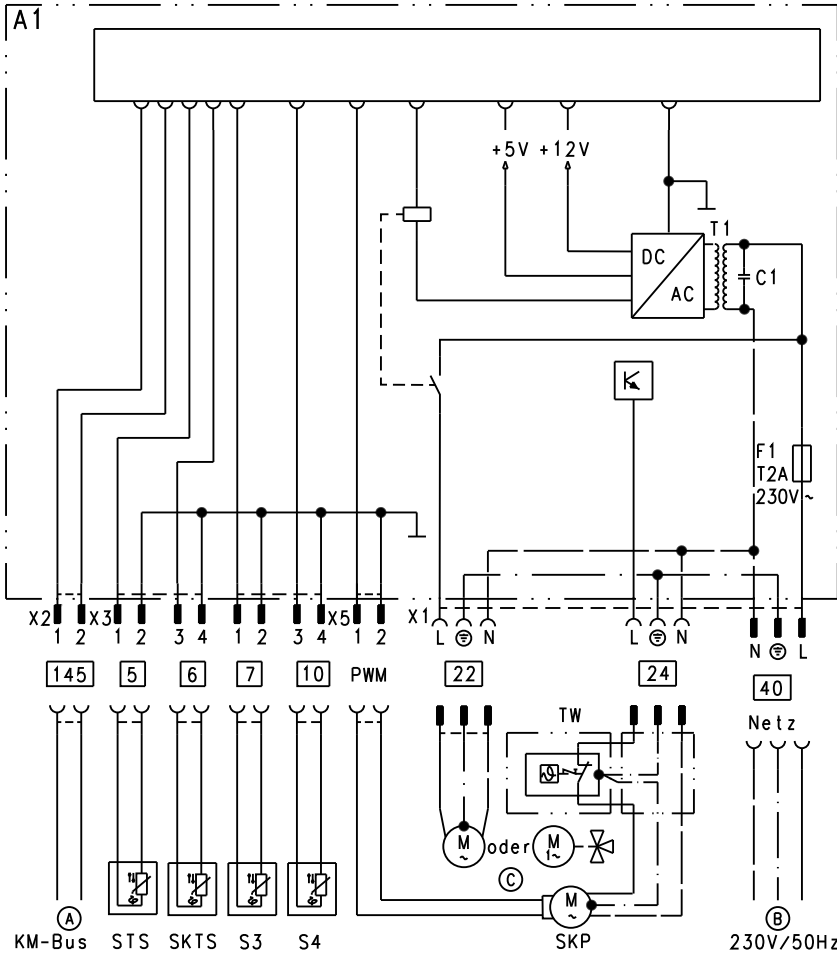 A1
+5V +12V
T1
DC
AC
C1
F1
T2A
230V~
X2 X3 X5 X1
1 2 1 2 3 4 1 2 3 4 1 2 L N L N N L
145 5 6 7 10 PWM 22 24 40
Netz
TW
M
~
oder
M
1~
C
M
~
A
B
KM-Bus STS SKTS S3 S4 SKP 230V/50Hz